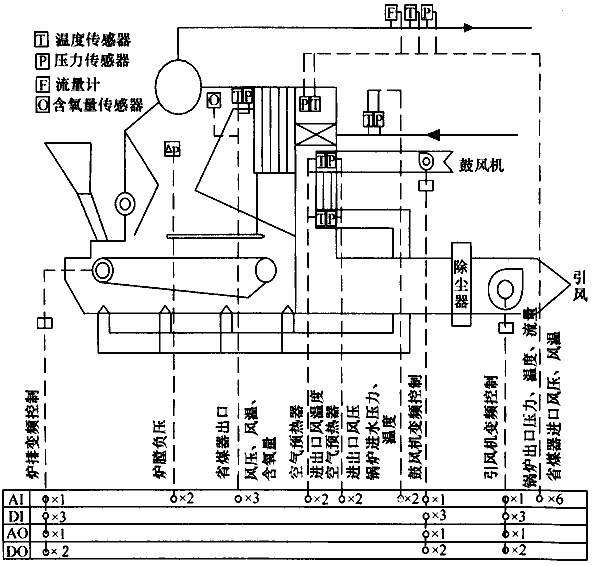 F T P
T 温度传感器
P 压力传感器
F 流量计
O 含氧量传感器
O
T P
P T
T P
ΔP
T P
T P
鼓风机
除尘器
引风
炉排变频控制
炉膛负压
省煤器出口
风压、风温、
含氧量
空气预热器
进出口风温度
空气预热器
进出口风压
锅炉进水压力、
温度
鼓风机变频控制
引风机变频控制
锅炉出口压力、温度、流量
省煤器进口风压、风温
AI ×1 ×2 ×3 ×2 ×2 ×2 ×1 ×1 ×6
DI ×3 ×3 ×3
AO ×1 ×1 ×1
DO ×2 ×2 ×2